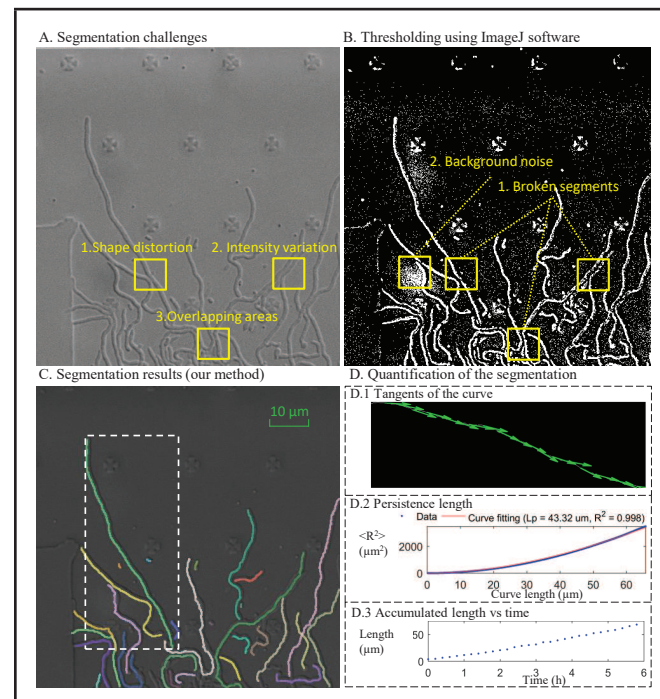 A. Segmentation challenges
1.Shape distortion
2. Intensity variation
3.Overlapping areas
B. Thresholding using ImageJ software
2. Background noise
1. Broken segments
C. Segmentation results (our method)
10 μm
D. Quantification of the segmentation
D.1 Tangents of the curve
D.2 Persistence length
Data Curve fitting (Lp = 43.32 um, R² = 0.998)
<R²>
(μm²)
2000
0
0 10 20 30 40 50 60
Curve length (μm)
D.3 Accumulated length vs time
Length
(μm)
50
0
0 1 2 3 4 5 6
Time (h)